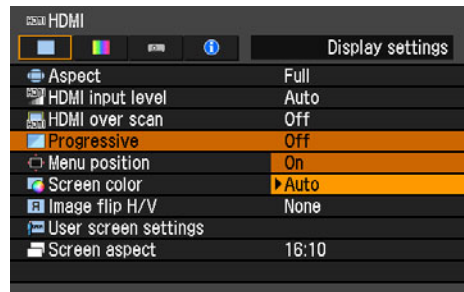 HDMI HDMI
Display settings
Aspect Full
HDMI input level Auto
HDMI over scan Off
Progressive Off
Menu position On
Screen color Auto
Image flip H/V None
User screen settings
Screen aspect 16:10